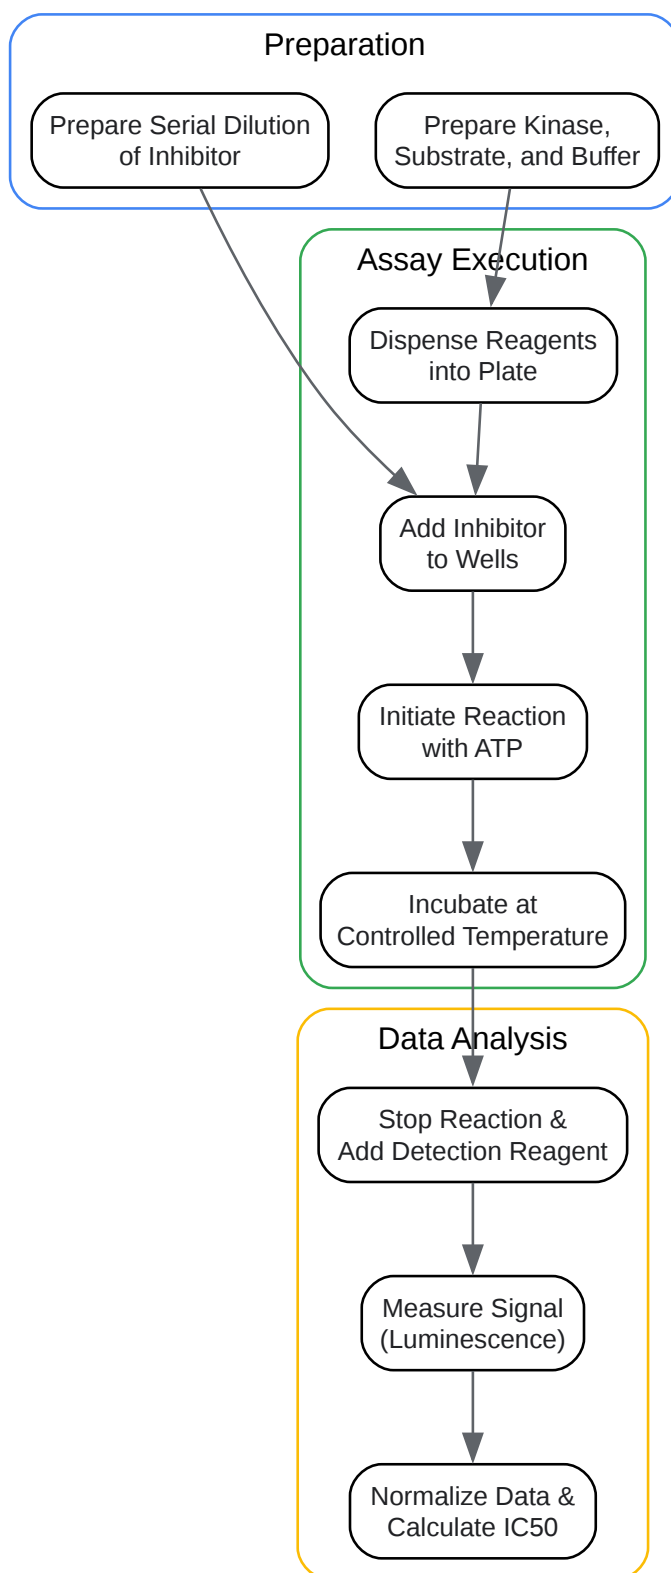 Preparation
Prepare Serial Dilution
of Inhibitor
Prepare Kinase,
Substrate, and Buffer
Assay Execution
Dispense Reagents
into Plate
Add Inhibitor
to Wells
Initiate Reaction
with ATP
Incubate at
Controlled Temperature
Data Analysis
Stop Reaction &
Add Detection Reagent
Measure Signal
(Luminescence)
Normalize Data &
Calculate IC50